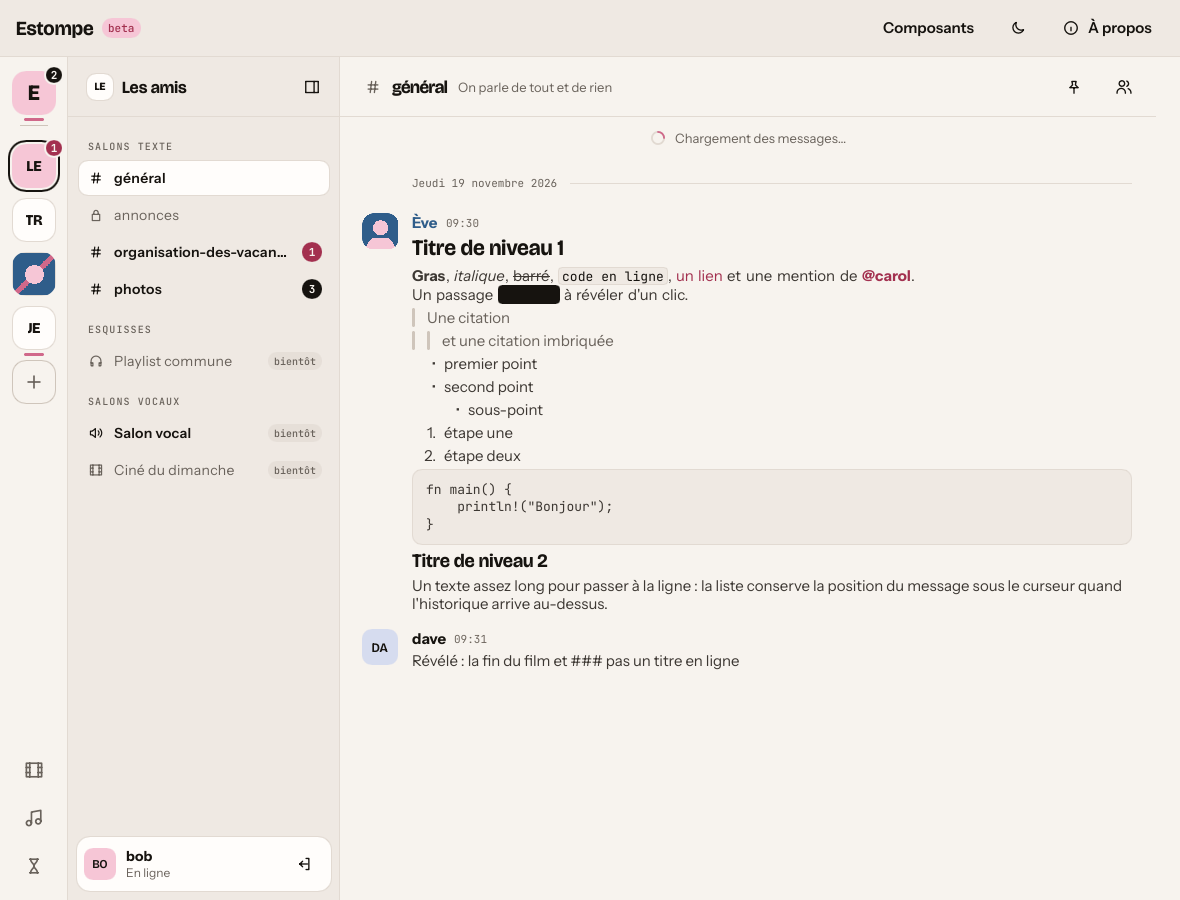 Estompe beta
Composants
À propos
E
2
LE
1
TR
JE
LE Les amis
SALONS TEXTE
# général
annonces
# organisation-des-vacan... 1
# photos 3
ESQUISSES
Playlist commune bientôt
SALONS VOCAUX
Salon vocal bientôt
Ciné du dimanche bientôt
BO
bob
En ligne
# général On parle de tout et de rien
Chargement des messages...
Jeudi 19 novembre 2026
Ève 09:30
Titre de niveau 1
Gras, italique, barré, code en ligne, un lien et une mention de @carol.
Un passage à révéler d'un clic.
Une citation
et une citation imbriquée
· premier point
· second point
· sous-point
1. étape une
2. étape deux
fn main() {
    println!("Bonjour");
}
Titre de niveau 2
Un texte assez long pour passer à la ligne : la liste conserve la position du message sous le curseur quand
l'historique arrive au-dessus.
DA
dave 09:31
Révélé : la fin du film et ### pas un titre en ligne